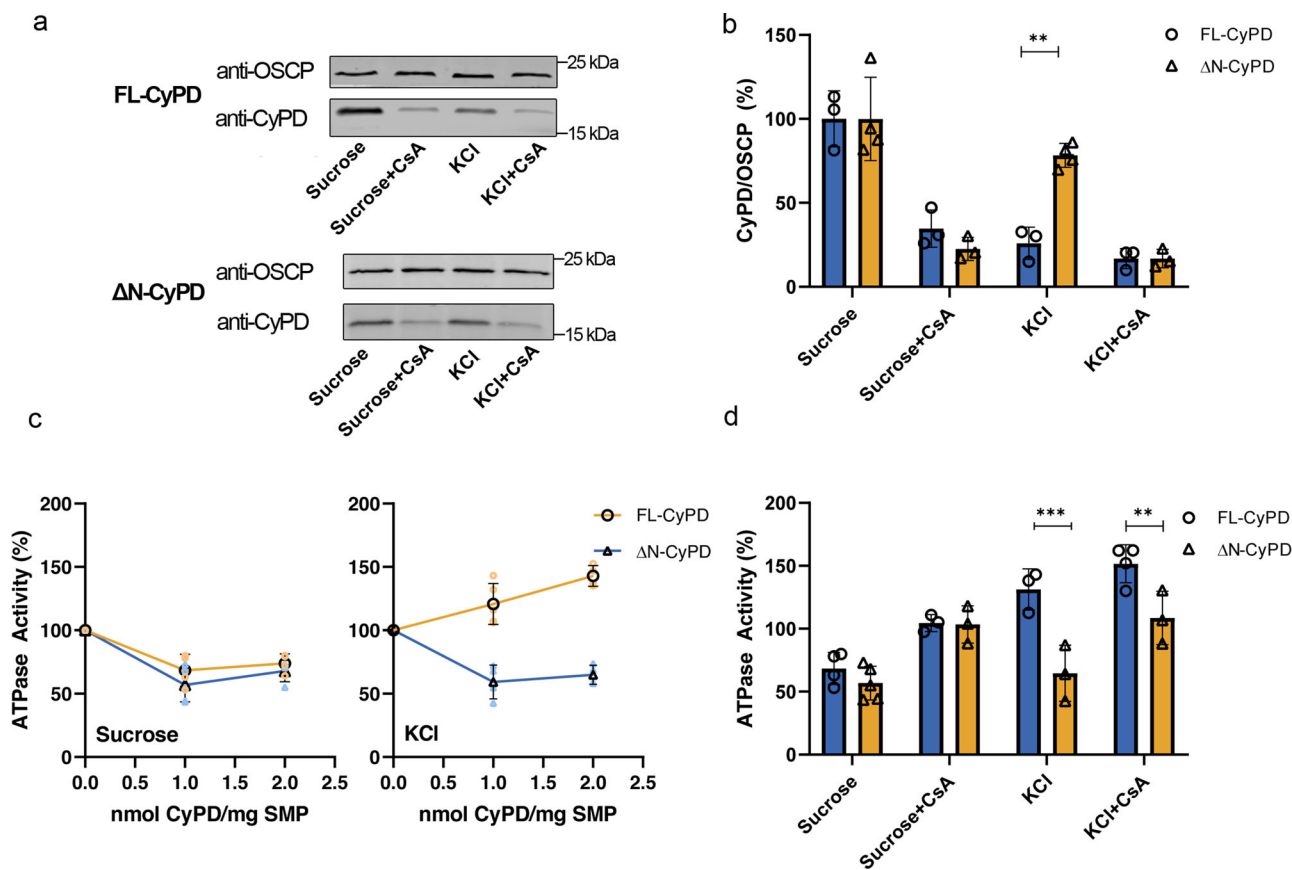 a
FL-CyPD
anti-OSCP
anti-CyPD
25 kDa
15 kDa
Sucrose
Sucrose+CsA
KCl
KCl+CsA
ΔN-CyPD
anti-OSCP
anti-CyPD
25 kDa
15 kDa
Sucrose
Sucrose+CsA
KCl
KCl+CsA
b
CyPD/OSCP (%)
150
100
50
0
**
FL-CyPD
ΔN-CyPD
Sucrose
Sucrose+CsA
KCl
KCl+CsA
c
ATPase Activity (%)
200
150
100
50
0
Sucrose
0.0 0.5 1.0 1.5 2.0 2.5
nmol CyPD/mg SMP
200
150
100
50
0
KCl
0.0 0.5 1.0 1.5 2.0 2.5
nmol CyPD/mg SMP
FL-CyPD
ΔN-CyPD
d
ATPase Activity (%)
200
150
100
50
0
***
**
FL-CyPD
ΔN-CyPD
Sucrose
Sucrose+CsA
KCl
KCl+CsA